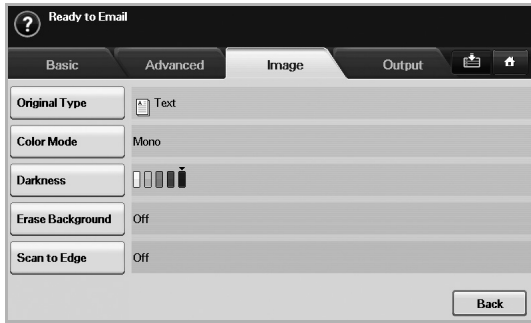 Ready to Email
Basic Advanced Image Output
Original Type Text
Color Mode Mono
Darkness
Erase Background Off
Scan to Edge Off
Back